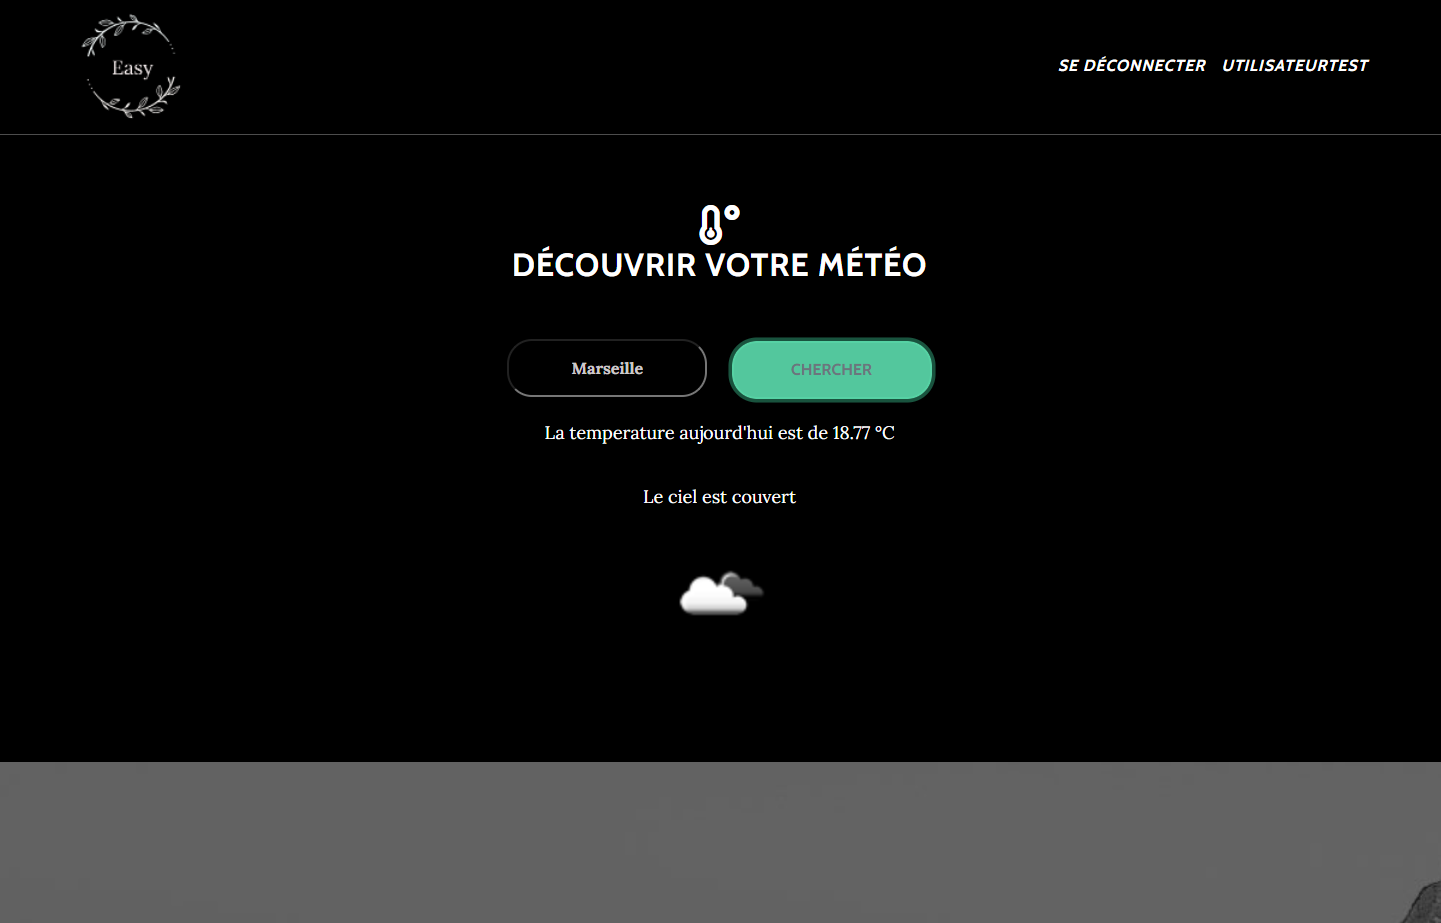 Easy
SE DÉCONNECTER UTILISATEURTEST
DÉCOUVRIR VOTRE MÉTÉO
Marseille
CHERCHER
La temperature aujourd'hui est de 18.77 °C
Le ciel est couvert